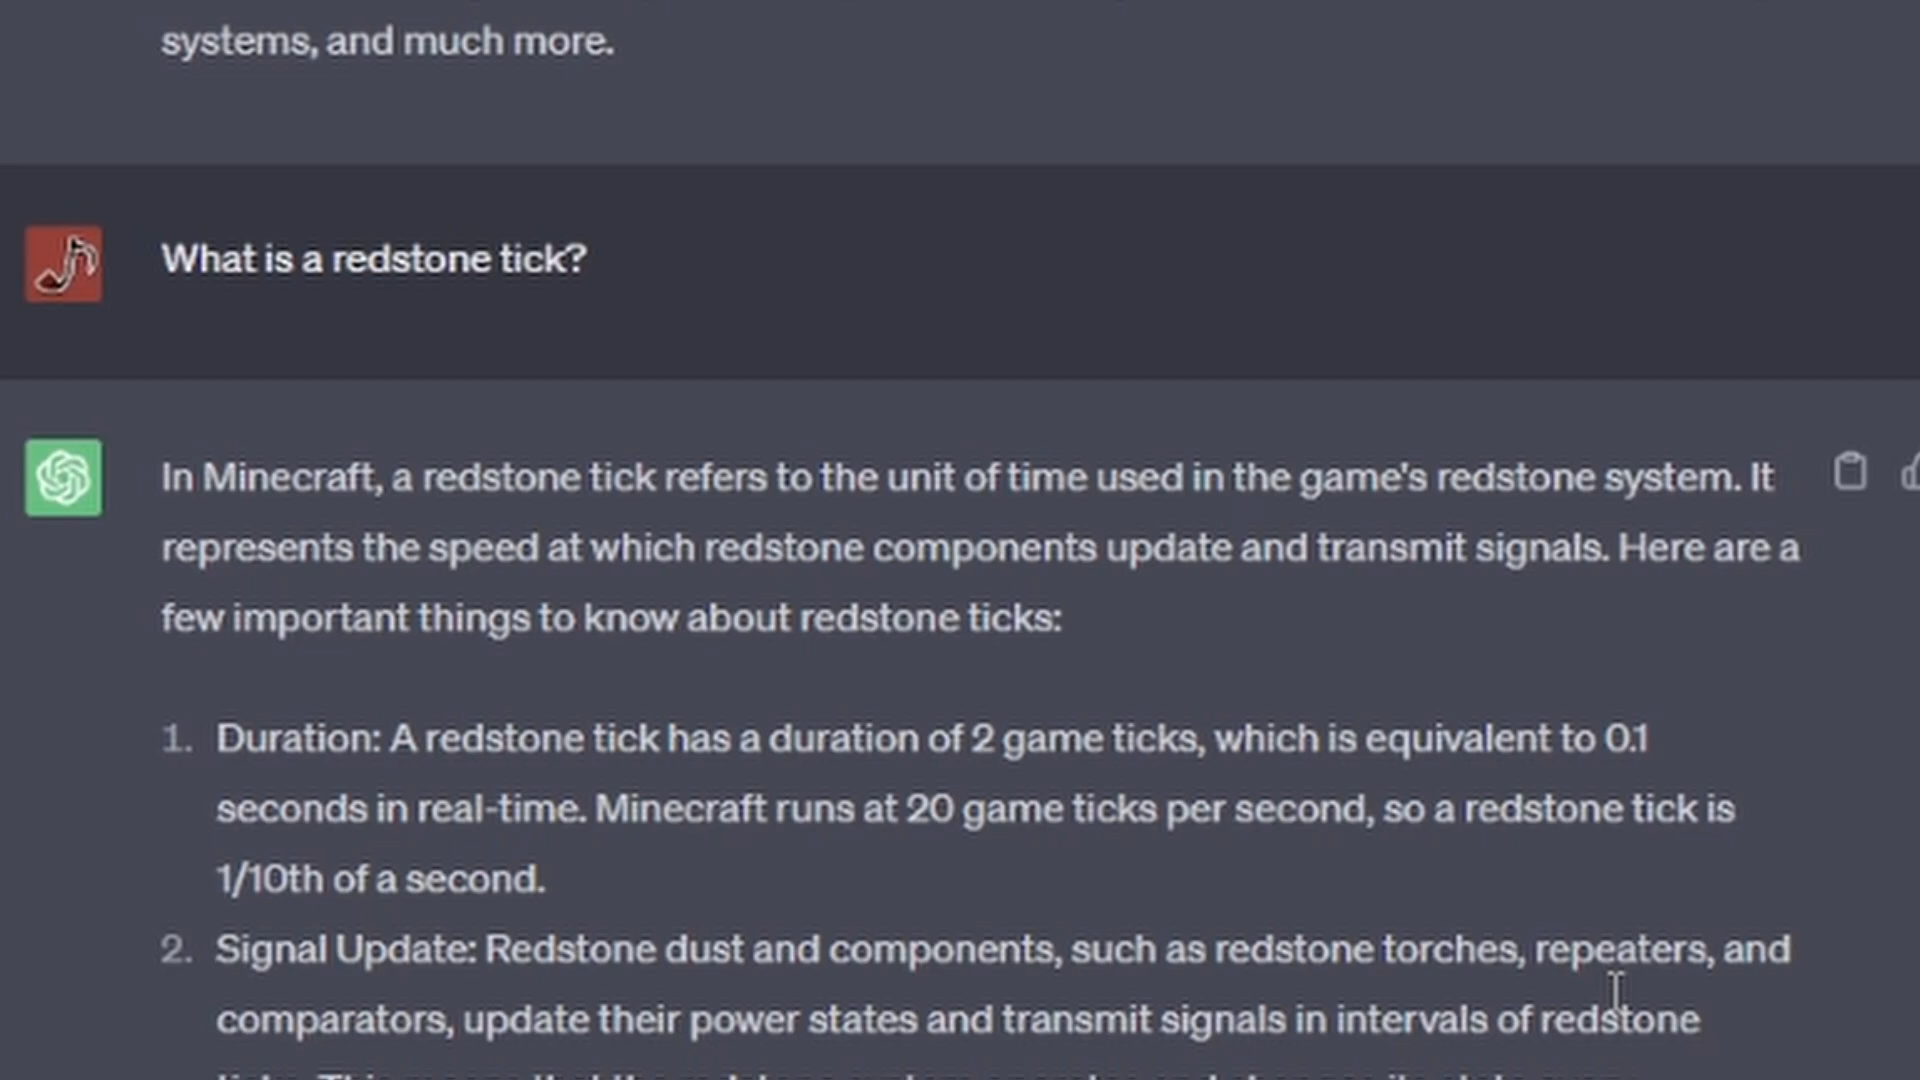 systems, and much more.
What is a redstone tick?
In Minecraft, a redstone tick refers to the unit of time used in the game's redstone system. It
represents the speed at which redstone components update and transmit signals. Here are a
few important things to know about redstone ticks:
1. Duration: A redstone tick has a duration of 2 game ticks, which is equivalent to 0.1
seconds in real-time. Minecraft runs at 20 game ticks per second, so a redstone tick is
1/10th of a second.
2. Signal Update: Redstone dust and components, such as redstone torches, repeaters, and
comparators, update their power states and transmit signals in intervals of redstone